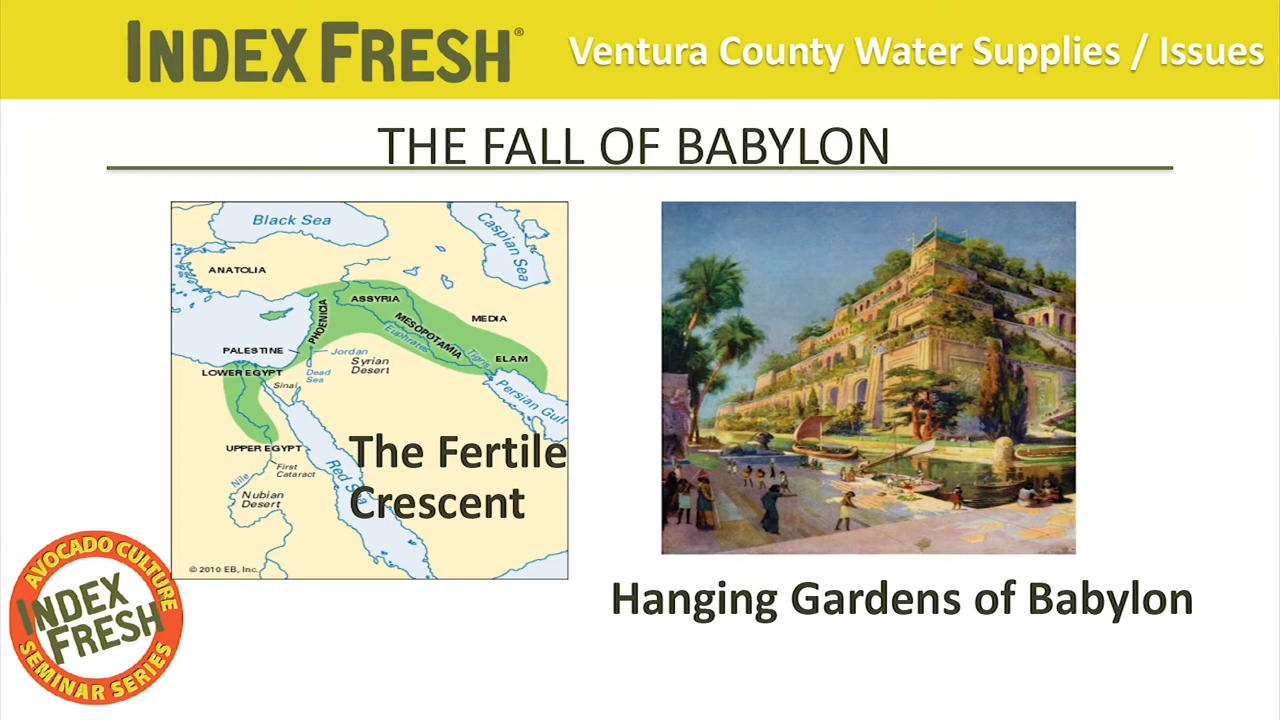 INDEX FRESH®
Ventura County Water Supplies / Issues
THE FALL OF BABYLON
Black Sea
Caspian Sea
ANATOLIA
ASSYRIA
PHOENICIA
MESOPOTAMIA
MEDIA
Euphrates
Tigris
PALESTINE
Jordan
Syrian
Desert
ELAM
LOWER EGYPT
Dead
Sea
Sinai
Persian Gulf
UPPER EGYPT
First
Cataract
Nile
Nubian
Desert
Red Sea
The Fertile
Crescent
© 2010 EB, Inc.
Hanging Gardens of Babylon
AVOCADO CULTURE
INDEX
FRESH
SEMINAR SERIES